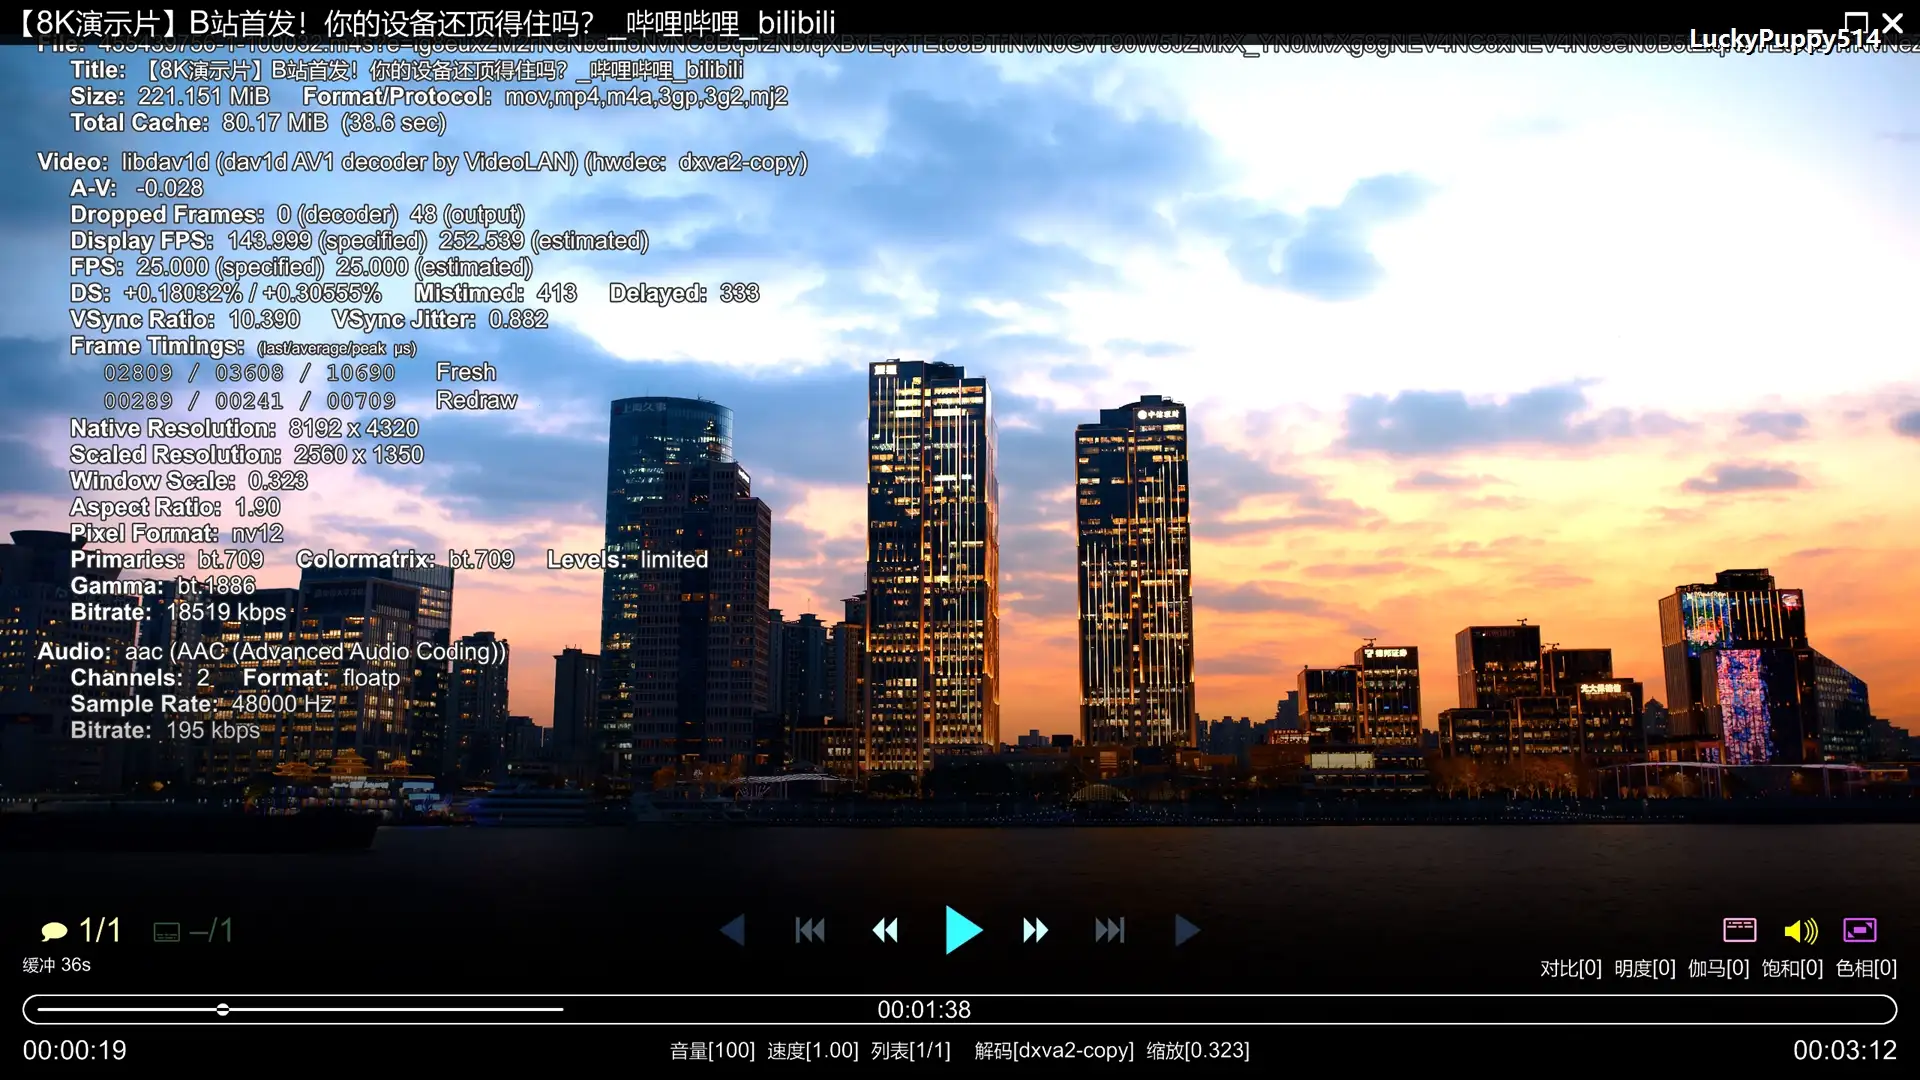 【8K演示片】B站首发！你的设备还顶得住吗？_哔哩哔哩_bilibili
LuckyPuppy514
Title: 【8K演示片】B站首发！你的设备还顶得住吗？_哔哩哔哩_bilibili
Size: 221.151 MiB Format/Protocol: mov,mp4,m4a,3gp,3g2,mj2
Total Cache: 80.17 MiB (38.6 sec)
Video: libdav1d (dav1d AV1 decoder by VideoLAN) (hwdec: dxva2-copy)
A-V: -0.028
Dropped Frames: 0 (decoder) 48 (output)
Display FPS: 143.999 (specified) 252.539 (estimated)
FPS: 25.000 (specified) 25.000 (estimated)
DS: +0.18032% / +0.30555% Mistimed: 413 Delayed: 333
VSync Ratio: 10.390 VSync Jitter: 0.882
Frame Timings: (last/average/peak μs)
02809 / 03608 / 10690 Fresh
00289 / 00241 / 00709 Redraw
Native Resolution: 8192 x 4320
Scaled Resolution: 2560 x 1350
Window Scale: 0.323
Aspect Ratio: 1.90
Pixel Format: nv12
Primaries: bt.709 Colormatrix: bt.709 Levels: limited
Gamma: bt.1886
Bitrate: 18519 kbps
Audio: aac (AAC (Advanced Audio Coding))
Channels: 2 Format: floatp
Sample Rate: 48000 Hz
Bitrate: 195 kbps
上海久事
1/1 –/1
缓冲 36s
对比[0] 明度[0] 伽马[0] 饱和[0] 色相[0]
00:01:38
00:00:19
音量[100] 速度[1.00] 列表[1/1] 解码[dxva2-copy] 缩放[0.323]
00:03:12